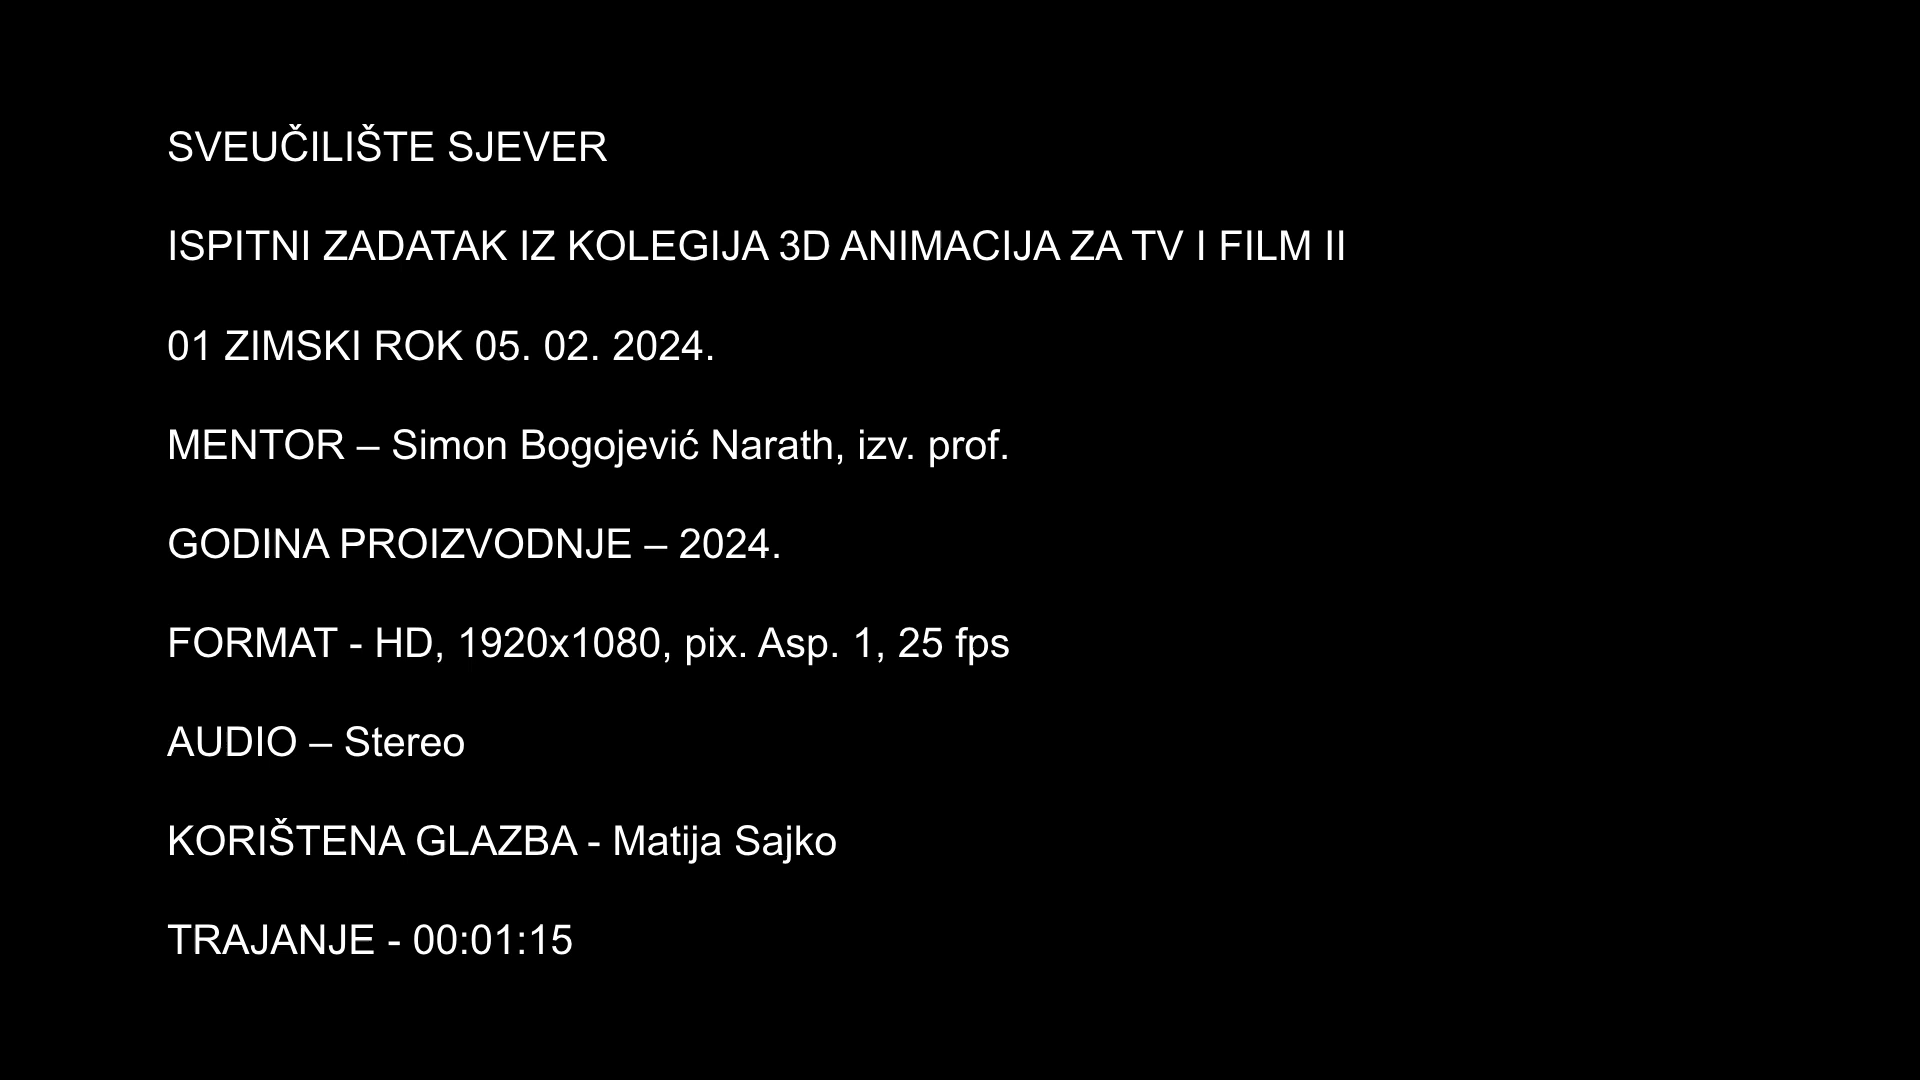 SVEUČILIŠTE SJEVER
ISPITNI ZADATAK IZ KOLEGIJA 3D ANIMACIJA ZA TV I FILM II
01 ZIMSKI ROK 05. 02. 2024.
MENTOR – Simon Bogojević Narath, izv. prof.
GODINA PROIZVODNJE – 2024.
FORMAT - HD, 1920x1080, pix. Asp. 1, 25 fps
AUDIO – Stereo
KORIŠTENA GLAZBA - Matija Sajko
TRAJANJE - 00:01:15